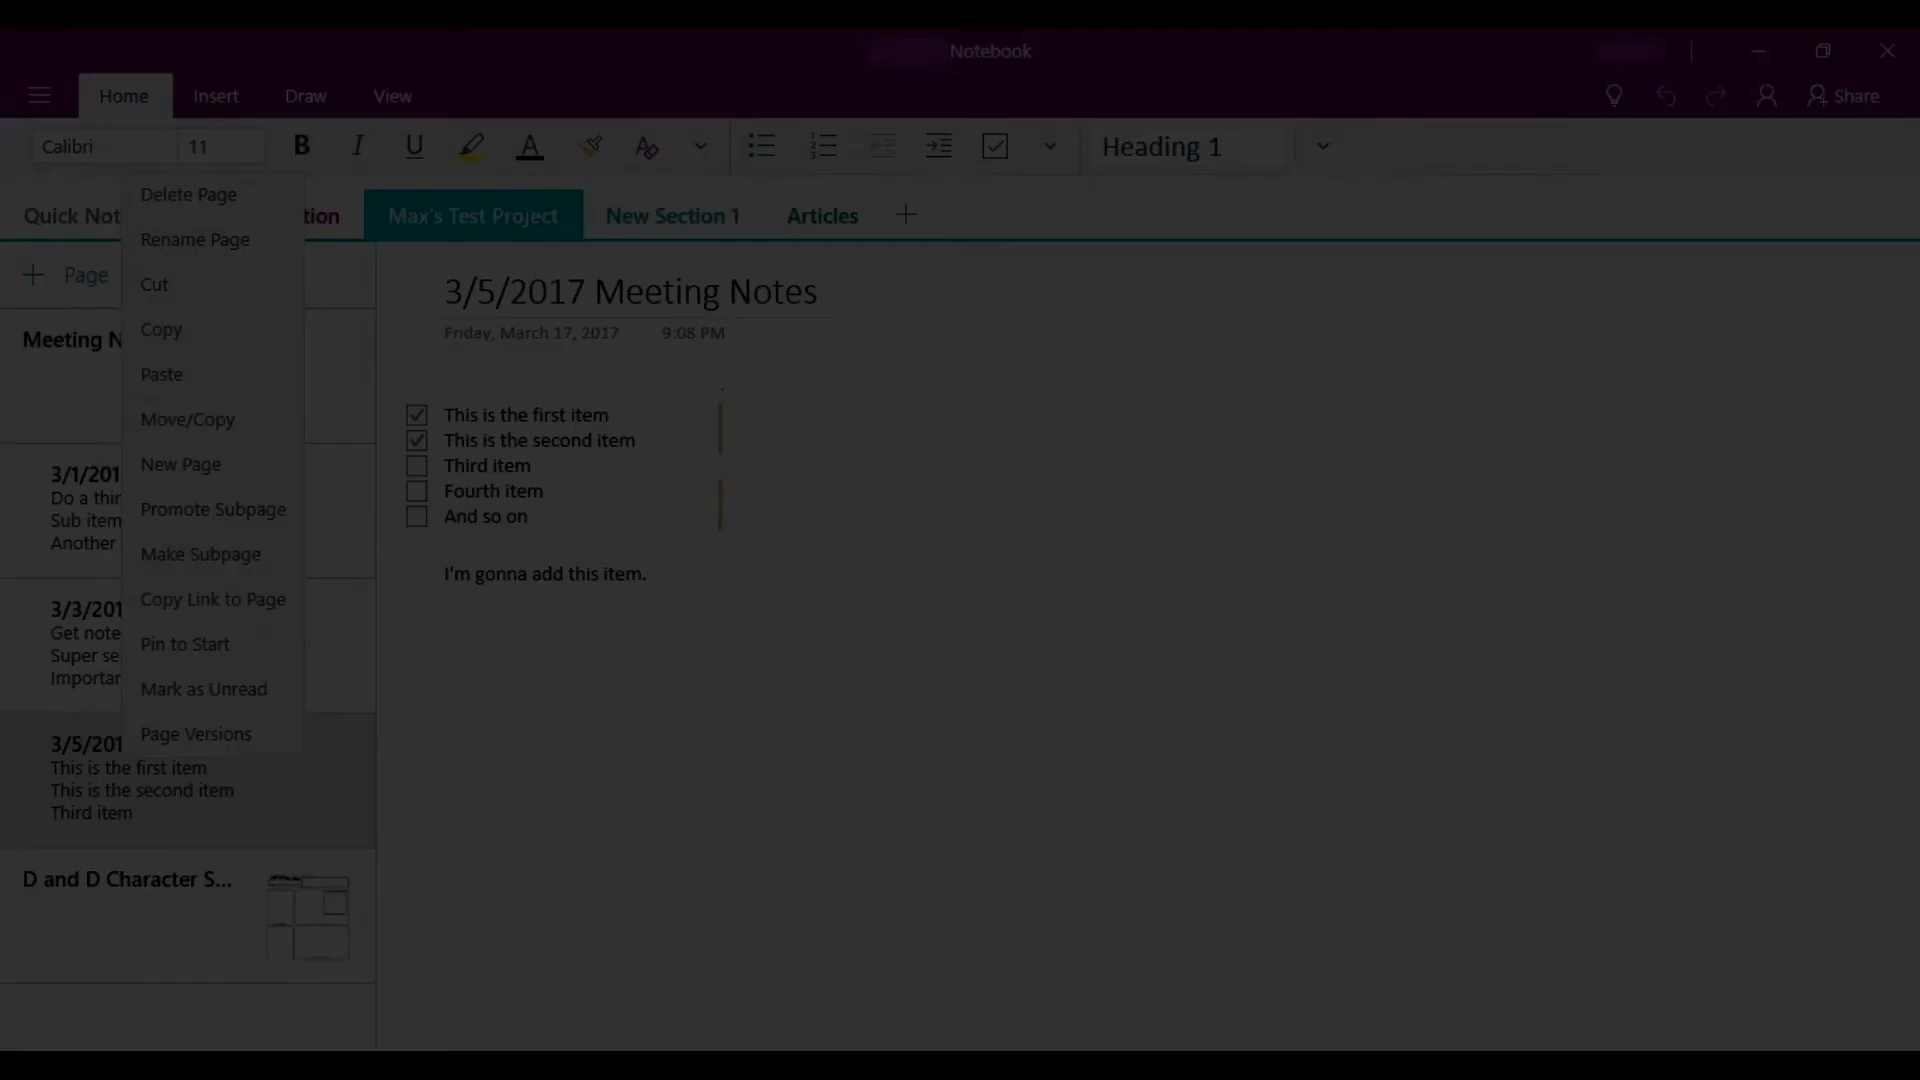 Notebook
Home Insert Draw View
Share
Calibri 11 B I U A A Heading 1
Quick Not tion Max's Test Project New Section 1 Articles
Page
Delete Page
Rename Page
Cut
Copy
Paste
Move/Copy
New Page
Promote Subpage
Make Subpage
Copy Link to Page
Pin to Start
Mark as Unread
Page Versions
Meeting N
3/1/201
Do a thin
Sub item
Another
3/3/201
Get note
Super se
Importan
3/5/201
This is the first item
This is the second item
Third item
D and D Character S...
3/5/2017 Meeting Notes
Friday, March 17, 2017 9:08 PM
This is the first item
This is the second item
Third item
Fourth item
And so on
I'm gonna add this item.